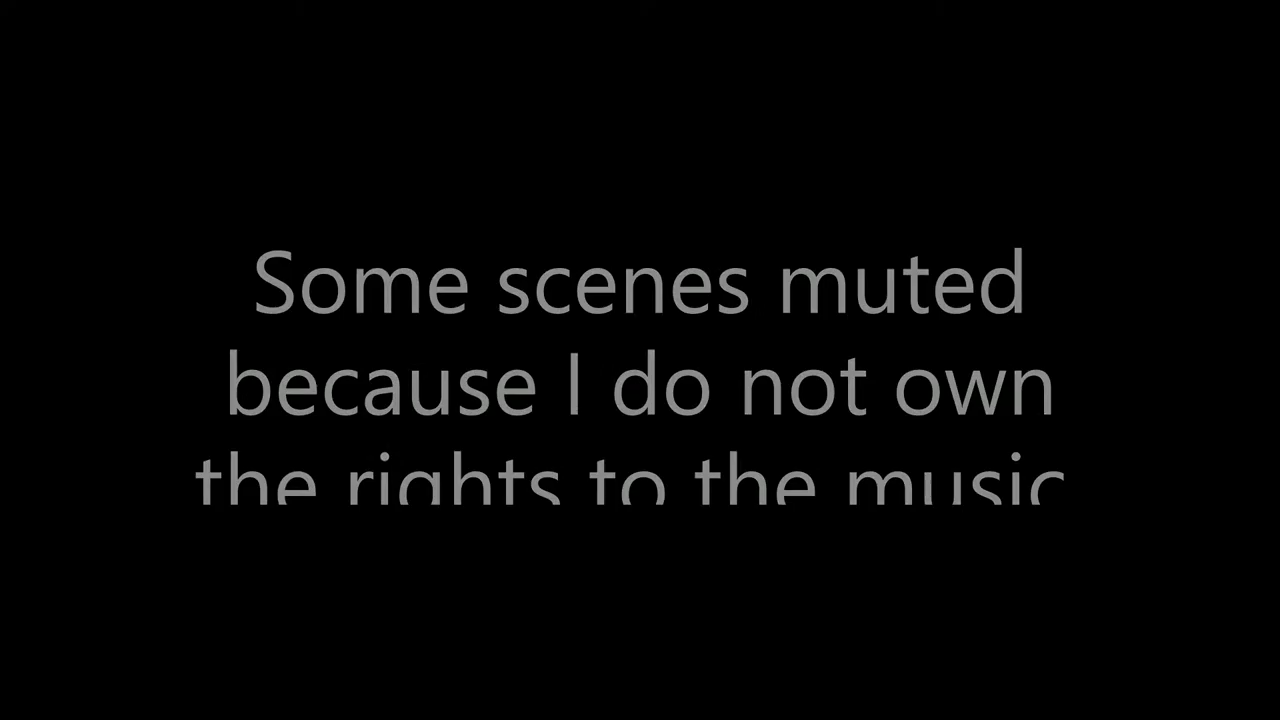 Some scenes muted
because I do not own
the rights to the music